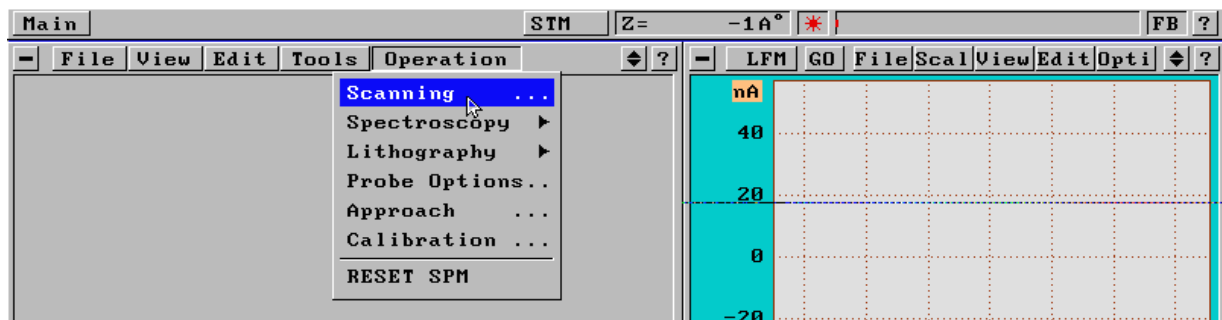 Main STM Z= -1A° FB ?
File View Edit Tools Operation ?
LFM GO File Scal View Edit Opti ?
Scanning ...
Spectroscopy
Lithography
Probe Options..
Approach ...
Calibration ...
RESET SPM
nA
40
20
0
-20